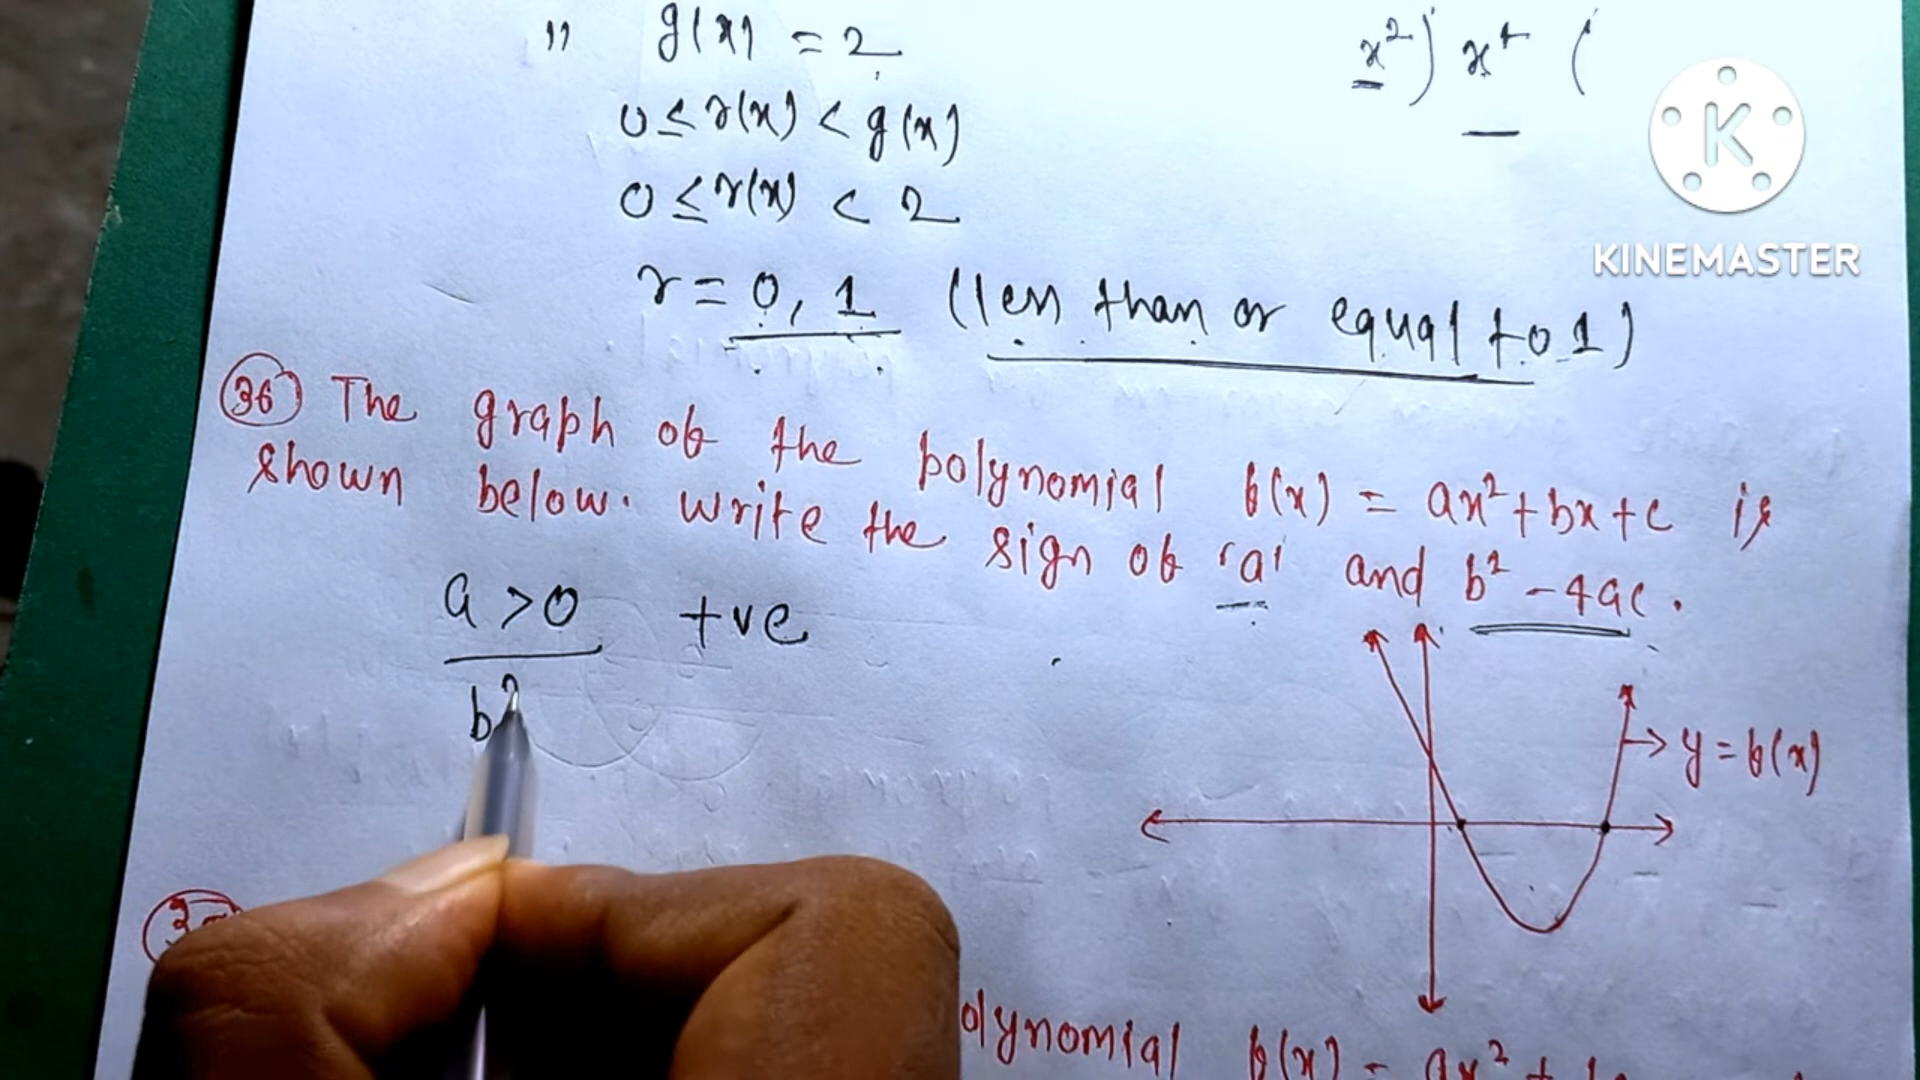 " g(x) = 2
x²) x⁴ (
0 ≤ r(x) < g(x)
0 ≤ r(x) < 2
r = 0, 1 (less than or equal to 1)
KINEMASTER
36 The graph of the polynomial f(x) = ax² + bx + c is
shown below. write the sign of 'a' and b² - 4ac.
a > 0 +ve
b²
y = f(x)
olynomial f(x) = ax² +